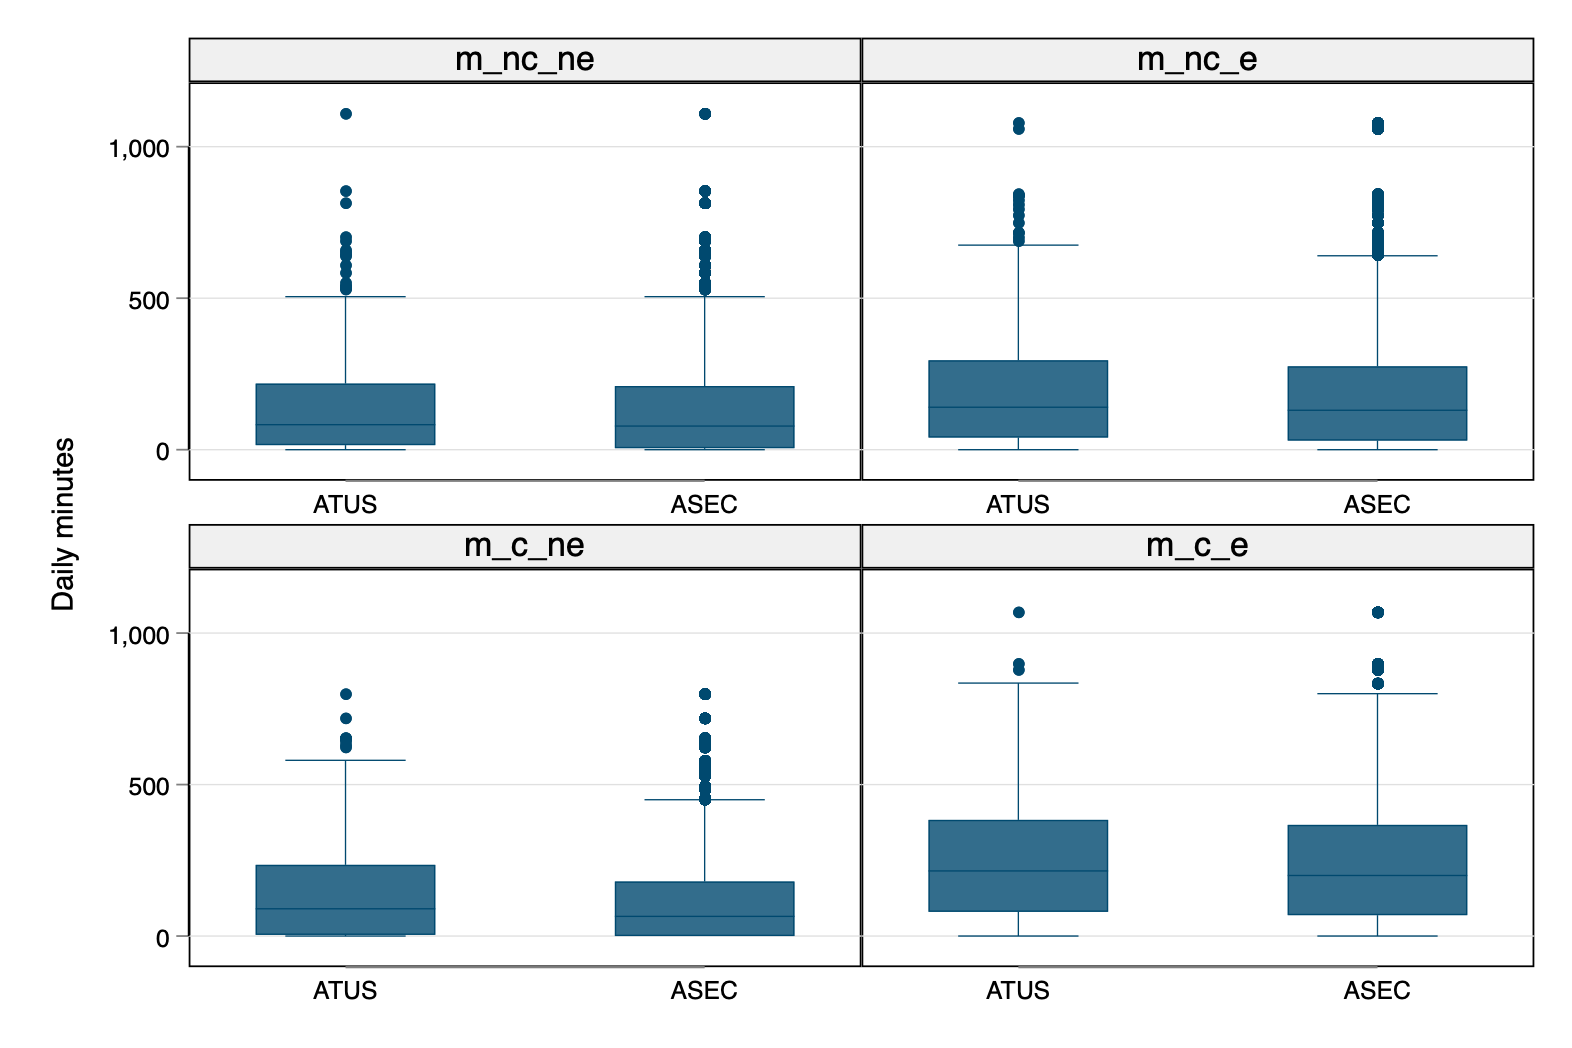 m_nc_ne
m_nc_e
1,000
500
0
ATUS
ASEC
ATUS
ASEC
Daily minutes
m_c_ne
m_c_e
1,000
500
0
ATUS
ASEC
ATUS
ASEC